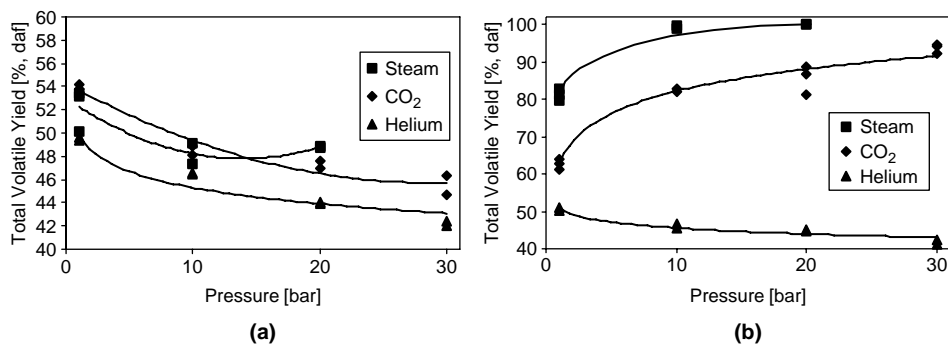 Total Volatile Yield [%, daf]
60
58
56
54
52
50
48
46
44
42
40
0
10
20
30
Pressure [bar]
Steam
CO2
Helium
(a)
Total Volatile Yield [%, daf]
100
90
80
70
60
50
40
0
10
20
30
Pressure [bar]
Steam
CO2
Helium
(b)